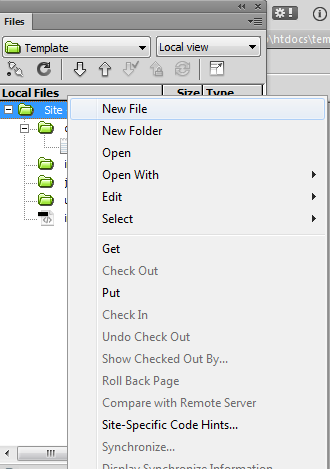 Files
Template
Local view
\htdocs\tem
Local Files
Size
Type
Site
New File
New Folder
Open
Open With
Edit
Select
Get
Check Out
Put
Check In
Undo Check Out
Show Checked Out By...
Roll Back Page
Compare with Remote Server
Site-Specific Code Hints...
Synchronize...
Display Synchronize Information